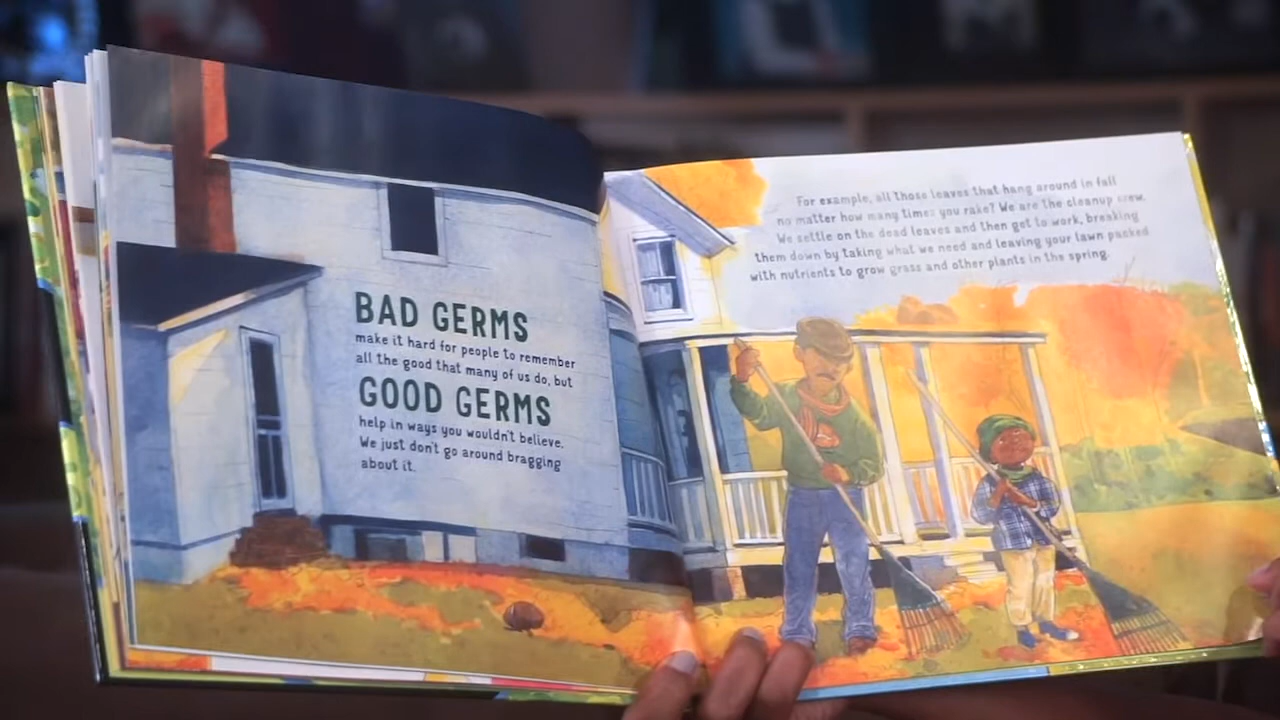 BAD GERMS
make it hard for people to remember
all the good that many of us do, but
GOOD GERMS
help in ways you wouldn't believe.
We just don't go around bragging
about it.
For example, all those leaves that hang around in fall
no matter how many times you rake? We are the cleanup crew.
We settle on the dead leaves and then get to work, breaking
them down by taking what we need and leaving your lawn packed
with nutrients to grow grass and other plants in the spring.